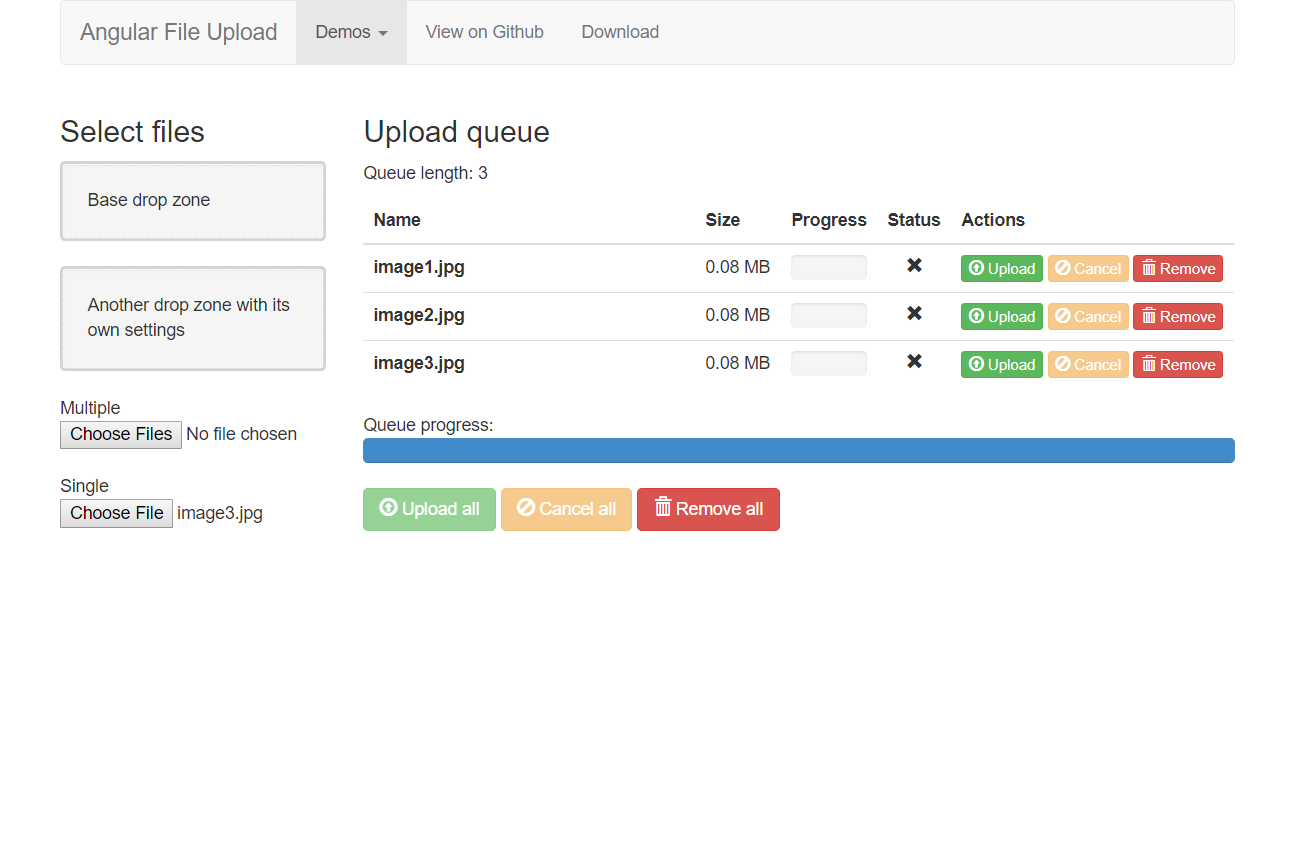 Angular File Upload Demos View on Github Download
Select files
Base drop zone
Another drop zone with its
own settings
Multiple
Choose Files No file chosen
Single
Choose File image3.jpg
Upload queue
Queue length: 3
Name Size Progress Status Actions
image1.jpg 0.08 MB Upload Cancel Remove
image2.jpg 0.08 MB Upload Cancel Remove
image3.jpg 0.08 MB Upload Cancel Remove
Queue progress:
Upload all Cancel all Remove all